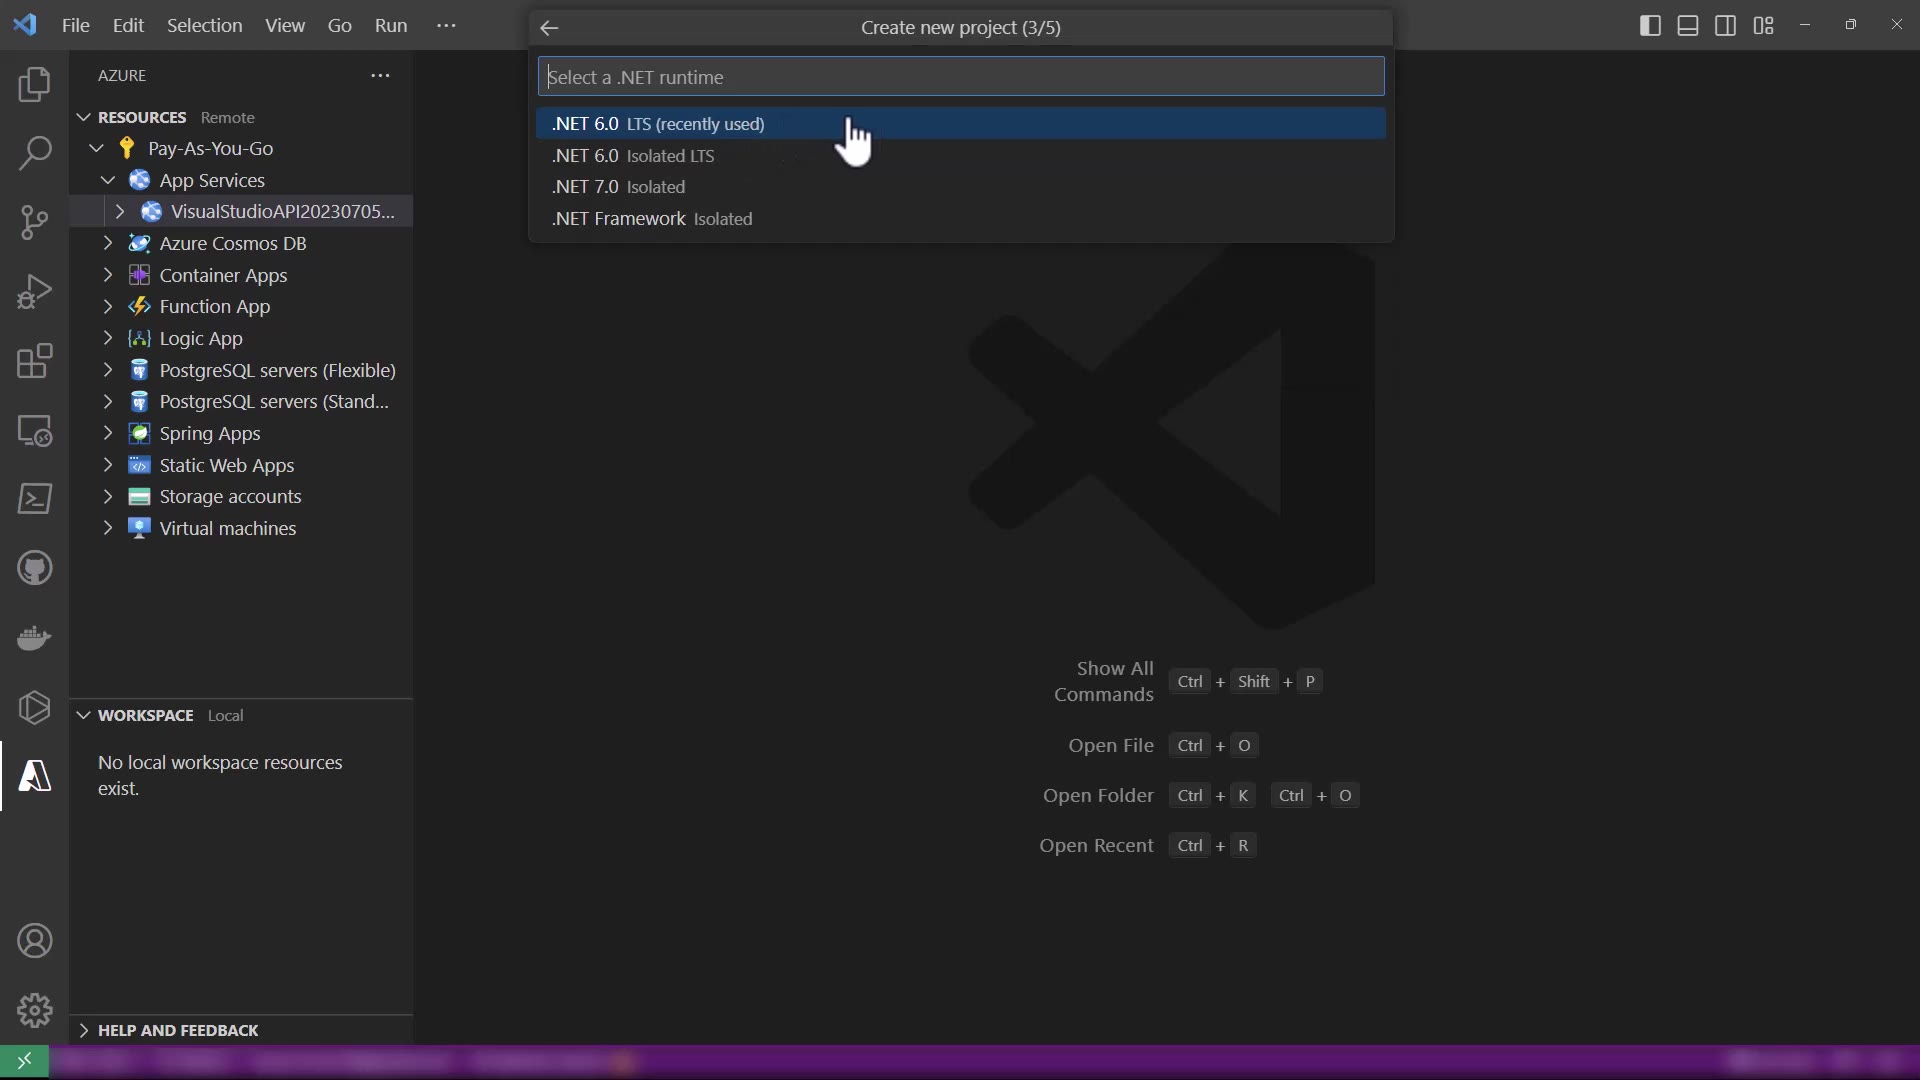 File Edit Selection View Go Run ...
Create new project (3/5)
Select a .NET runtime
.NET 6.0 LTS (recently used)
.NET 6.0 Isolated LTS
.NET 7.0 Isolated
.NET Framework Isolated
AZURE ...
RESOURCES Remote
Pay-As-You-Go
App Services
VisualStudioAPI20230705...
Azure Cosmos DB
Container Apps
Function App
Logic App
PostgreSQL servers (Flexible)
PostgreSQL servers (Stand...
Spring Apps
Static Web Apps
Storage accounts
Virtual machines
WORKSPACE Local
No local workspace resources
exist.
HELP AND FEEDBACK
Show All
Commands Ctrl + Shift + P
Open File Ctrl + O
Open Folder Ctrl + K Ctrl + O
Open Recent Ctrl + R